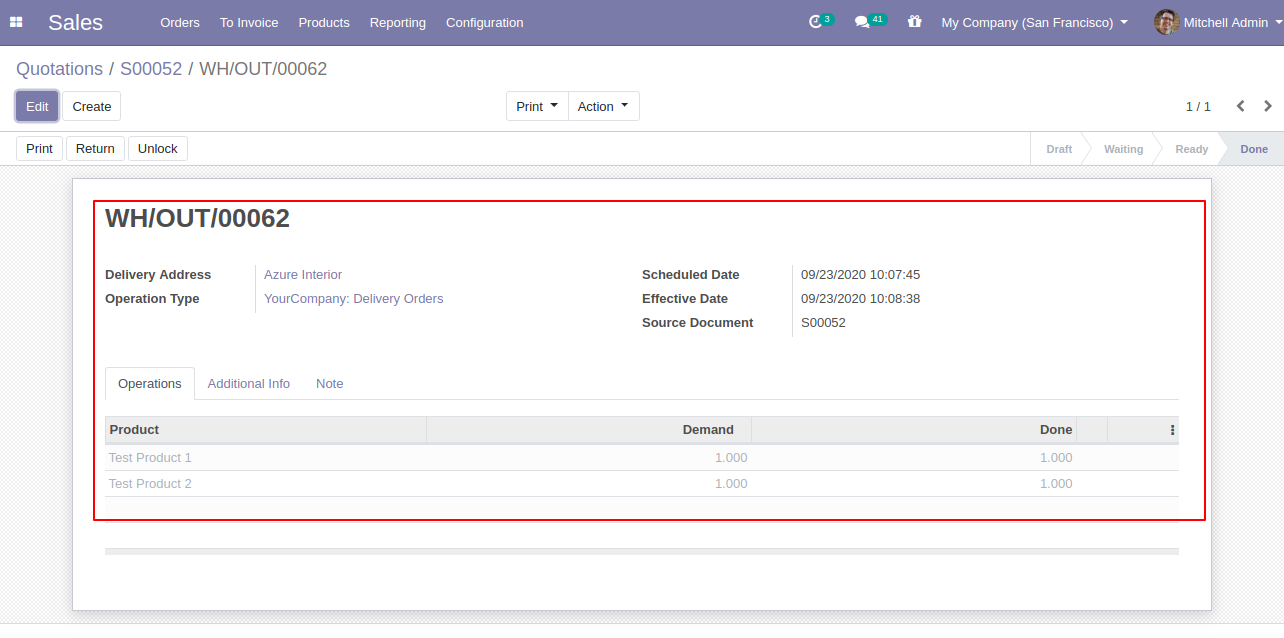 Sales Orders To Invoice Products Reporting Configuration 3 41 My Company (San Francisco) Mitchell Admin
Quotations / S00052 / WH/OUT/00062
Edit Create Print Action 1 / 1
Print Return Unlock Draft Waiting Ready Done
WH/OUT/00062
Delivery Address Azure Interior Scheduled Date 09/23/2020 10:07:45
Operation Type YourCompany: Delivery Orders Effective Date 09/23/2020 10:08:38
Source Document S00052
Operations Additional Info Note
Product Demand Done
Test Product 1 1.000 1.000
Test Product 2 1.000 1.000